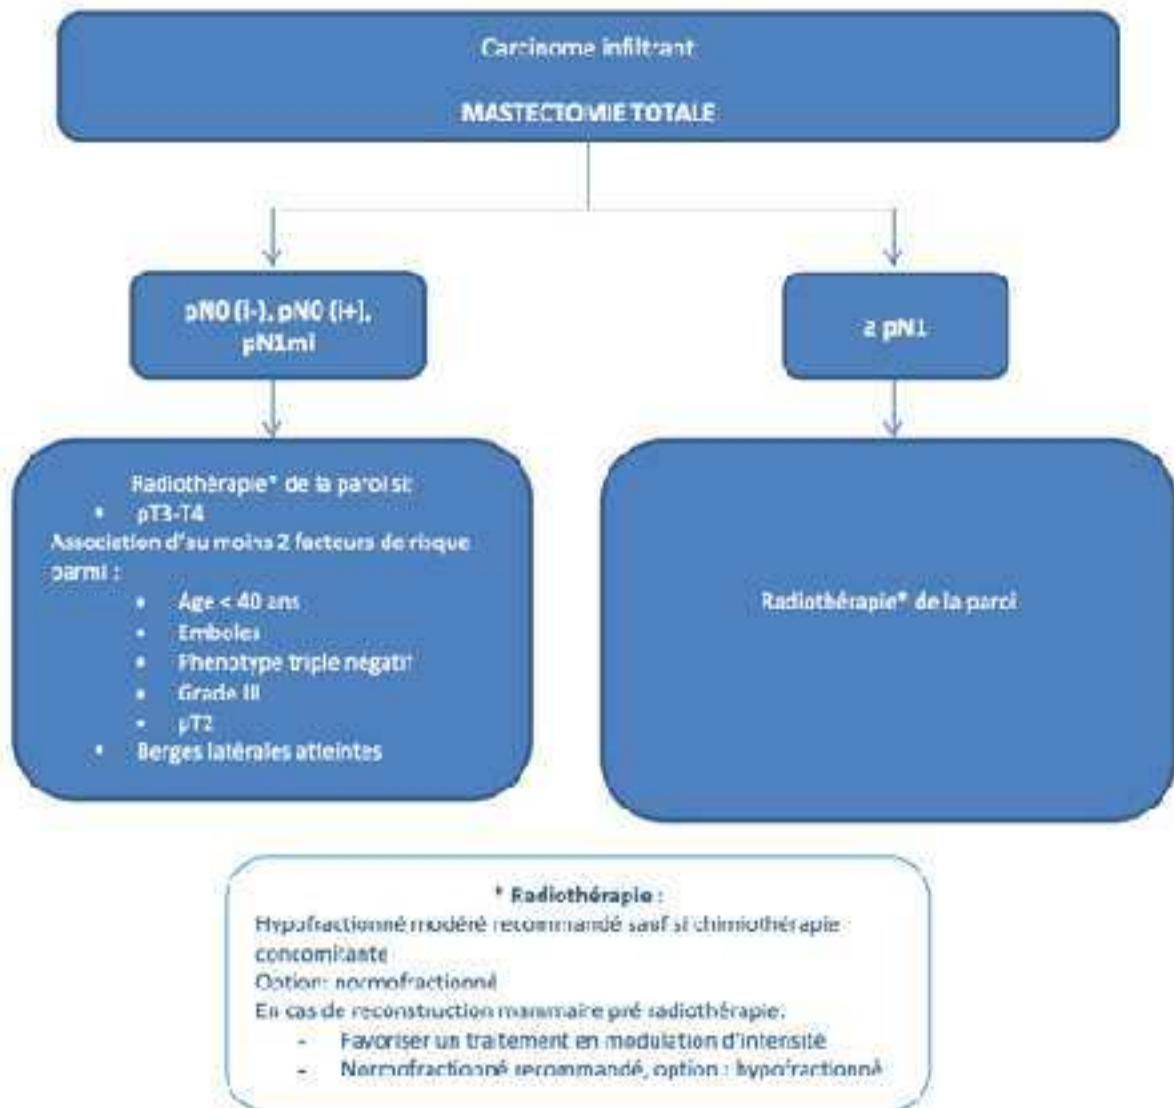 Carcinome infiltrant
MASTECTOMIE TOTALE
pN0 (i-), pN0 (i+),
pN1mi
≥ pN1
Radiothérapie* de la paroi si:
• pT3-T4
Association d'au moins 2 facteurs de risque
parmi :
• Age < 40 ans
• Emboles
• Phenotype triple négatif
• Grade III
• pT2
• Berges latérales atteintes
Radiothérapie* de la paroi
* Radiothérapie :
Hypofractionné modéré recommandé sauf si chimiothérapie
concomitante
Option: normofractionné
En cas de reconstruction mammaire pré radiothérapie:
- Favoriser un traitement en modulation d'intensité
- Normofractionné recommandé, option : hypofractionné